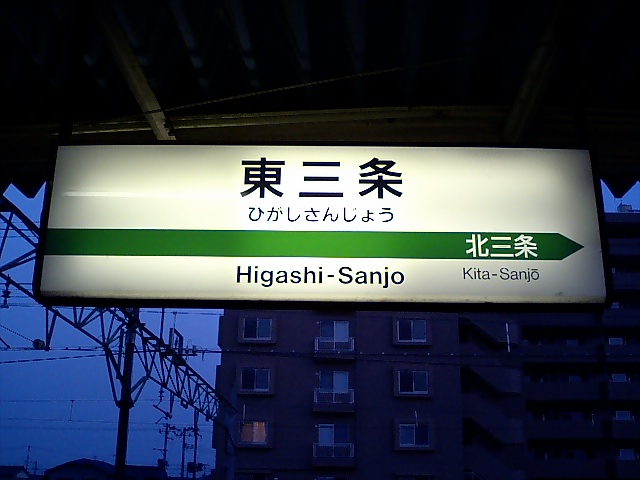 東三条
ひがしさんじょう
北三条
Higashi-Sanjo
Kita-Sanjō